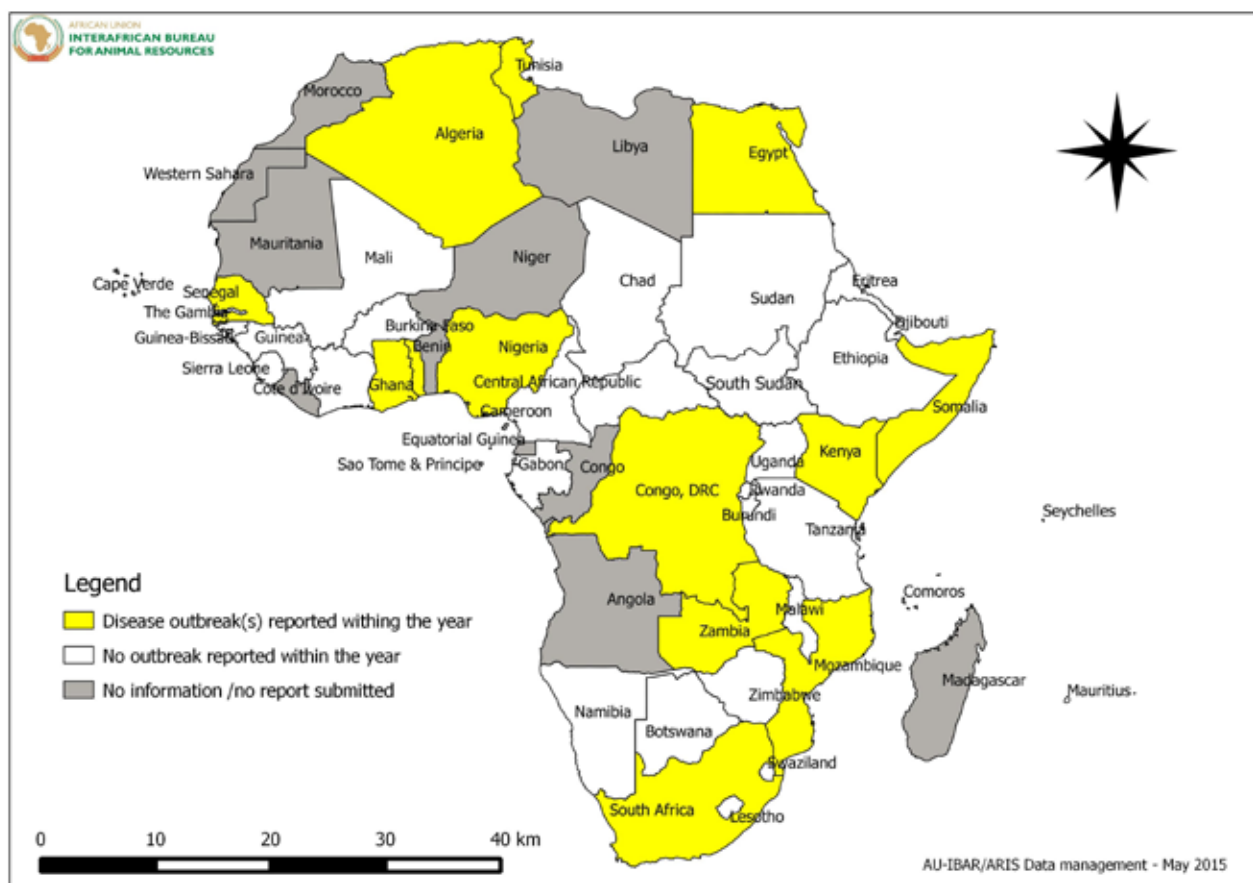 AFRICAN UNION
INTERAFRICAN BUREAU
FOR ANIMAL RESOURCES
Tunisia
Morocco
Algeria
Libya
Egypt
Western Sahara
Mauritania
Mali
Niger
Chad
Sudan
Eritrea
Cape Verde
Senegal
The Gambia
Guinea-Bissau
Guinea
Burkina Faso
Benin
Nigeria
Djibouti
Ethiopia
Sierra Leone
Cote d'Ivoire
Ghana
Central African Republic
South Sudan
Somalia
Cameroon
Equatorial Guinea
Sao Tome & Principe
Gabon
Congo
Uganda
Kenya
Congo, DRC
Rwanda
Burundi
Tanzania
Seychelles
Comoros
Angola
Malawi
Zambia
Mozambique
Madagascar
Mauritius
Zimbabwe
Namibia
Botswana
Swaziland
South Africa
Lesotho
Legend
Disease outbreak(s) reported withing the year
No outbreak reported within the year
No information /no report submitted
0 10 20 30 40 km
AU-IBAR/ARIS Data management - May 2015